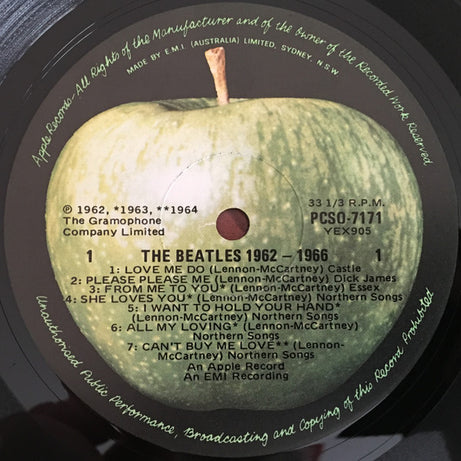 Apple Records-All Rights of the Manufacturer and of the Owner of the Recorded Work Reserved
MADE BY E.M.I. (AUSTRALIA) LIMITED, SYDNEY, N.S.W.
℗ 1962, *1963, **1964
The Gramophone
Company Limited
33 1/3 R.P.M.
PCSO-7171
YEX905
1 THE BEATLES 1962 – 1966 1
1: LOVE ME DO (Lennon-McCartney) Castle
2: PLEASE PLEASE ME (Lennon-McCartney) Dick James
3: FROM ME TO YOU* (Lennon-McCartney) Essex
4: SHE LOVES YOU* (Lennon-McCartney) Northern Songs
5: I WANT TO HOLD YOUR HAND*
(Lennon-McCartney) Northern Songs
6: ALL MY LOVING* (Lennon-McCartney)
Northern Songs
7: CAN'T BUY ME LOVE** (Lennon-
McCartney) Northern Songs
An Apple Record
An EMI Recording
Unauthorised Public Performance, Broadcasting and Copying of this Record Prohibited